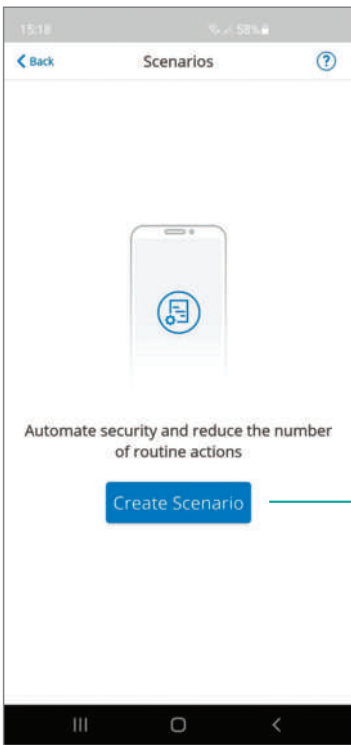 15:18 58%
Back Scenarios ?
Automate security and reduce the number
of routine actions
Create Scenario